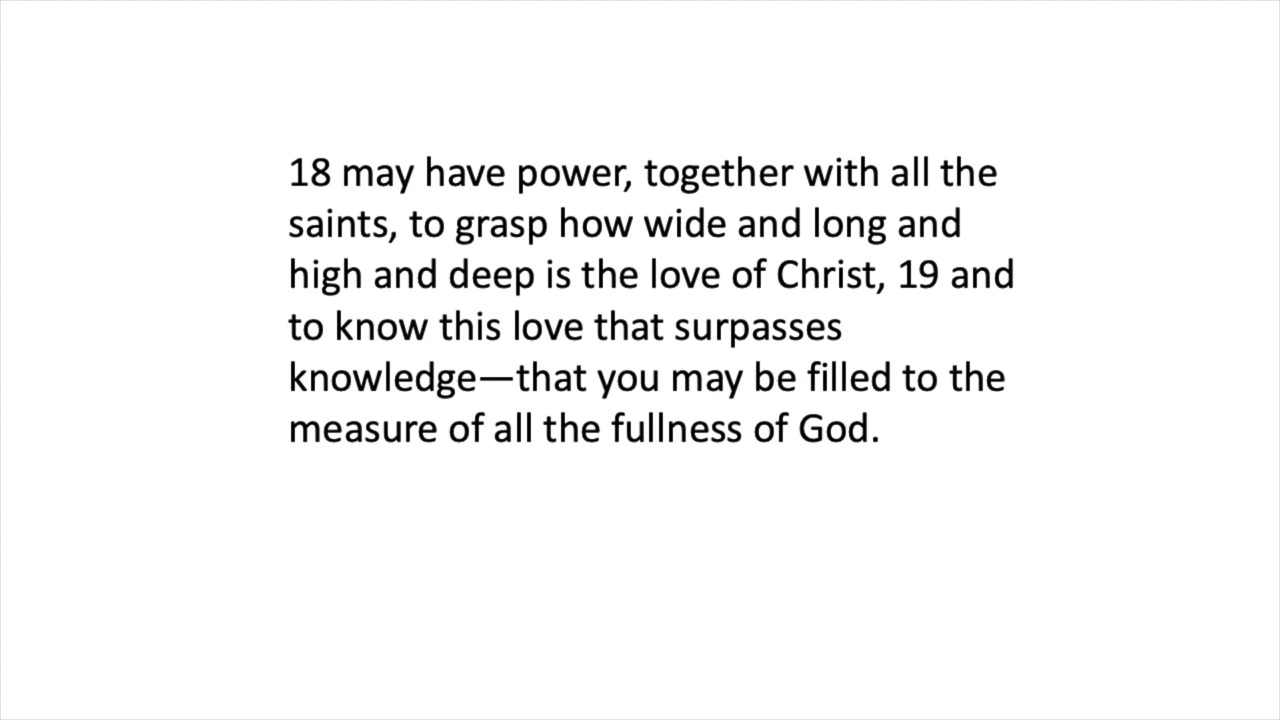 18 may have power, together with all the
saints, to grasp how wide and long and
high and deep is the love of Christ, 19 and
to know this love that surpasses
knowledge—that you may be filled to the
measure of all the fullness of God.